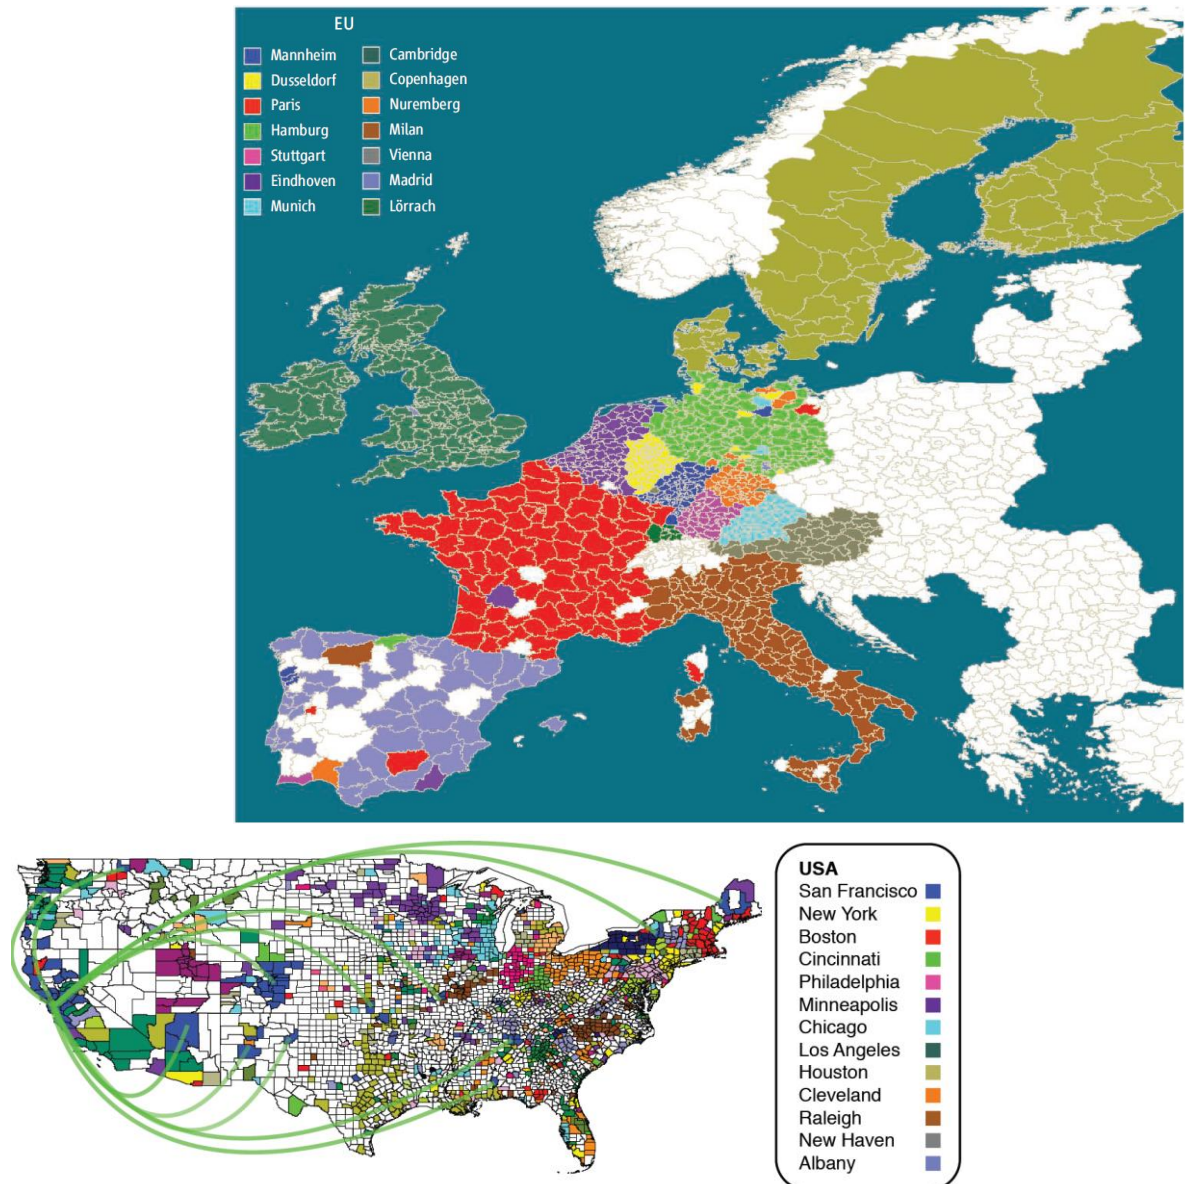 EU
Mannheim
Dusseldorf
Paris
Hamburg
Stuttgart
Eindhoven
Munich
Cambridge
Copenhagen
Nuremberg
Milan
Vienna
Madrid
Lörrach
USA
San Francisco
New York
Boston
Cincinnati
Philadelphia
Minneapolis
Chicago
Los Angeles
Houston
Cleveland
Raleigh
New Haven
Albany